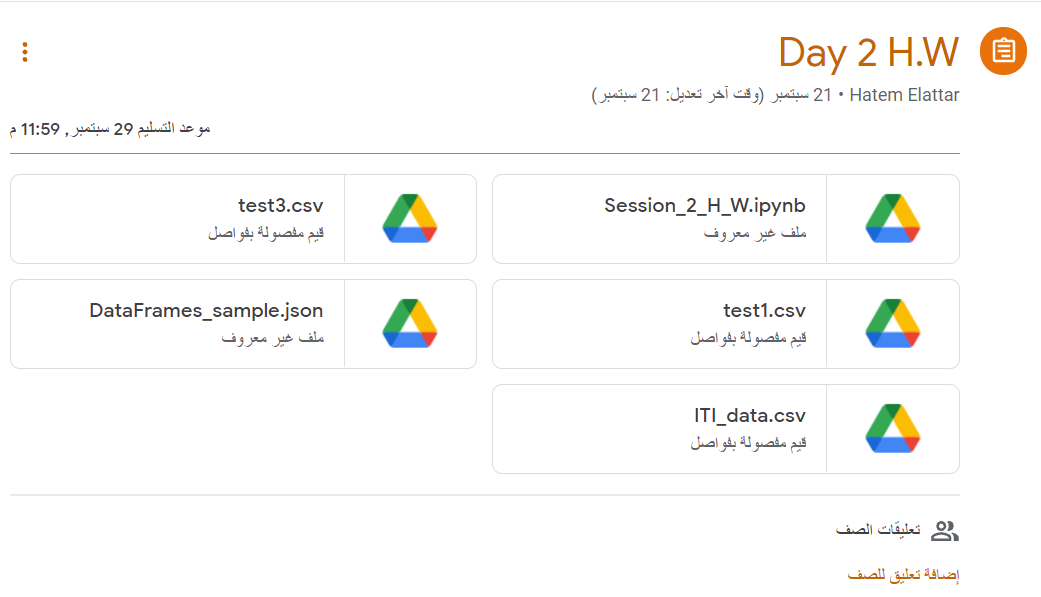 Day 2 H.W
Hatem Elattar • 21 سبتمبر (وقت آخر تعديل: 21 سبتمبر)
موعد التسليم 29 سبتمبر, 11:59 م
Session_2_H_W.ipynb
ملف غير معروف
test3.csv
قيم مفصولة بفواصل
test1.csv
قيم مفصولة بفواصل
DataFrames_sample.json
ملف غير معروف
ITI_data.csv
قيم مفصولة بفواصل
تعليقات الصف
إضافة تعليق للصف